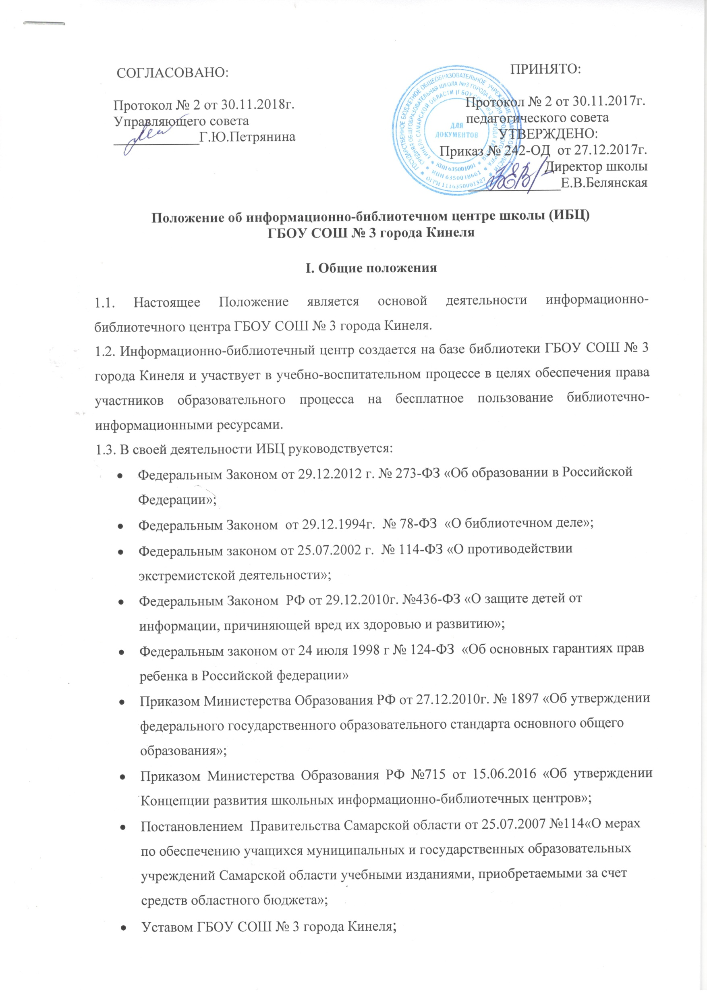 СОГЛАСОВАНО:
Протокол № 2 от 30.11.2018г.
Управляющего совета
____________Г.Ю.Петрянина
ПРИНЯТО:
Протокол № 2 от 30.11.2017г.
педагогического совета
УТВЕРЖДЕНО:
Приказ № 242-ОД от 27.12.2017г.
Директор школы
_____________Е.В.Белянская
ДЛЯ
ДОКУМЕНТОВ
ГОСУДАРСТВЕННОЕ БЮДЖЕТНОЕ ОБЩЕОБРАЗОВАТЕЛЬНОЕ УЧРЕЖДЕНИЕ САМАРСКОЙ ОБЛАСТИ
СРЕДНЯЯ ОБЩЕОБРАЗОВАТЕЛЬНАЯ ШКОЛА №3 ГОРОДА КИНЕЛЯ ГОРОДСКОГО ОКРУГА
КИНЕЛЬ САМАРСКОЙ ОБЛАСТИ (ГБОУ СОШ №3 ГОРОДА КИНЕЛЯ
КПП 635001001
ИНН 6350018661
ОГРН 1116350001327
Положение об информационно-библиотечном центре школы (ИБЦ)
ГБОУ СОШ № 3 города Кинеля
I. Общие положения
1.1. Настоящее Положение является основой деятельности информационно-
библиотечного центра ГБОУ СОШ № 3 города Кинеля.
1.2. Информационно-библиотечный центр создается на базе библиотеки ГБОУ СОШ № 3
города Кинеля и участвует в учебно-воспитательном процессе в целях обеспечения права
участников образовательного процесса на бесплатное пользование библиотечно-
информационными ресурсами.
1.3. В своей деятельности ИБЦ руководствуется:
• Федеральным Законом от 29.12.2012 г. № 273-ФЗ «Об образовании в Российской
Федерации»;
• Федеральным Законом от 29.12.1994г. № 78-ФЗ «О библиотечном деле»;
• Федеральным законом от 25.07.2002 г. № 114-ФЗ «О противодействии
экстремистской деятельности»;
• Федеральным Законом РФ от 29.12.2010г. №436-ФЗ «О защите детей от
информации, причиняющей вред их здоровью и развитию»;
• Федеральным законом от 24 июля 1998 г № 124-ФЗ «Об основных гарантиях прав
ребенка в Российской федерации»
• Приказом Министерства Образования РФ от 27.12.2010г. № 1897 «Об утверждении
федерального государственного образовательного стандарта основного общего
образования»;
• Приказом Министерства Образования РФ №715 от 15.06.2016 «Об утверждении
Концепции развития школьных информационно-библиотечных центров»;
• Постановлением Правительства Самарской области от 25.07.2007 №114«О мерах
по обеспечению учащихся муниципальных и государственных образовательных
учреждений Самарской области учебными изданиями, приобретаемыми за счет
средств областного бюджета»;
• Уставом ГБОУ СОШ № 3 города Кинеля;